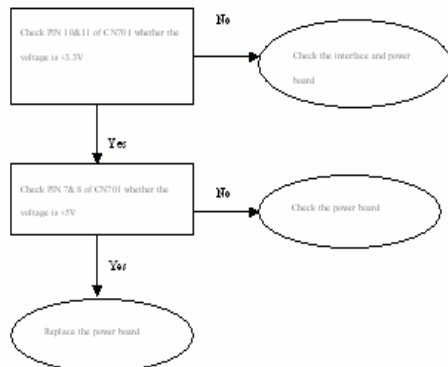 Check PIN 10&11 of CN701 whether the
voltage is +3.3V
No
Check the interface and power
board
Yes
Check PIN 7& 8 of CN701 whether the
voltage is +5V
No
Check the power board
Yes
Replace the power board